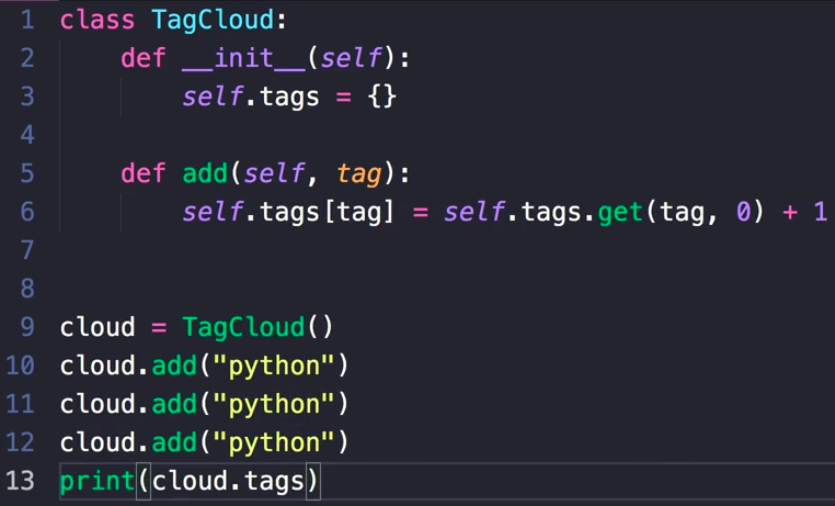 1 class TagCloud:
2     def __init__(self):
3         self.tags = {}
4
5     def add(self, tag):
6         self.tags[tag] = self.tags.get(tag, 0) + 1
7
8
9 cloud = TagCloud()
10 cloud.add("python")
11 cloud.add("python")
12 cloud.add("python")
13 print(cloud.tags)